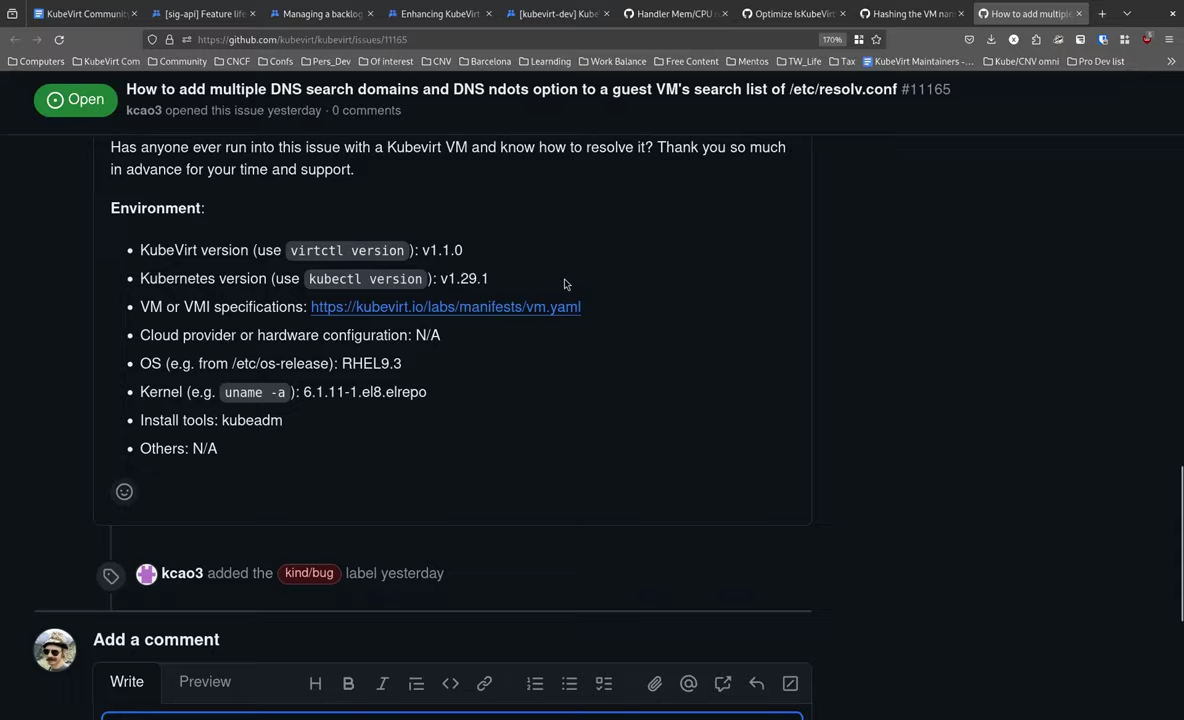 KubeVirt Communit
[sig-api] Feature life
Managing a backlog
Enhancing KubeVirt
[kubevirt-dev] Kube
Handler Mem/CPU r
Optimize IsKubeVirt
Hashing the VM nam
How to add multiple
https://github.com/kubevirt/kubevirt/issues/11165
170%
Computers
KubeVirt Com
Community
CNCF
Confs
Pers_Dev
Of interest
CNV
Barcelona
Learnding
Work Balance
Free Content
Mentos
TW_Life
Tax
KubeVirt Maintainers -...
Kube/CNV omni
Pro Dev list
Open
How to add multiple DNS search domains and DNS ndots option to a guest VM's search list of /etc/resolv.conf #11165
kcao3 opened this issue yesterday · 0 comments
Has anyone ever run into this issue with a Kubevirt VM and know how to resolve it? Thank you so much
in advance for your time and support.
Environment:
• KubeVirt version (use virtctl version): v1.1.0
• Kubernetes version (use kubectl version): v1.29.1
• VM or VMI specifications: https://kubevirt.io/labs/manifests/vm.yaml
• Cloud provider or hardware configuration: N/A
• OS (e.g. from /etc/os-release): RHEL9.3
• Kernel (e.g. uname -a): 6.1.11-1.el8.elrepo
• Install tools: kubeadm
• Others: N/A
kcao3 added the kind/bug label yesterday
Add a comment
Write
Preview